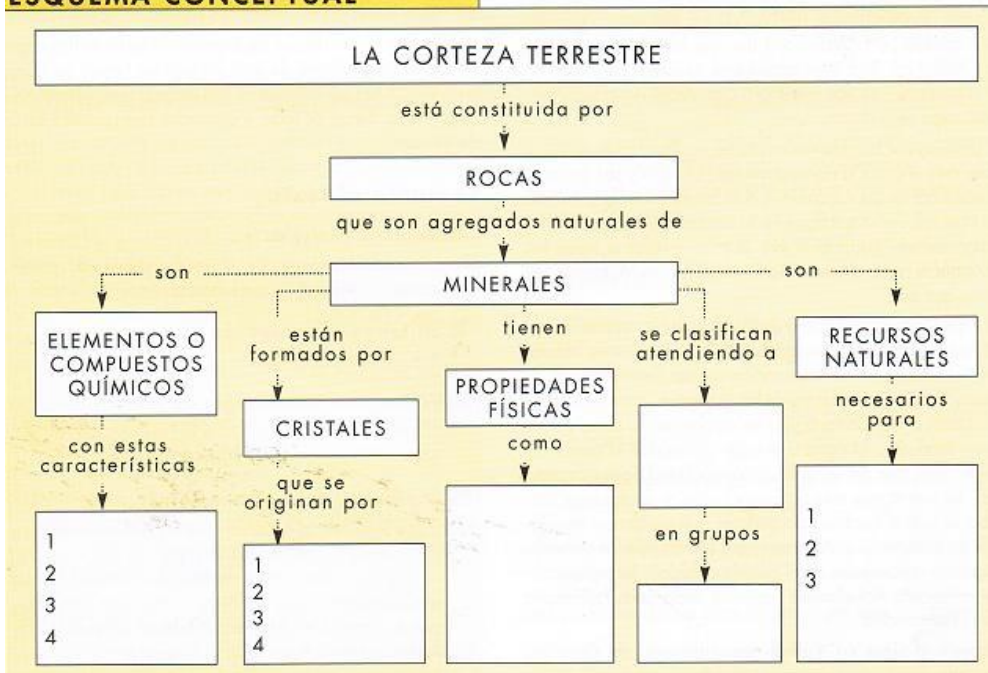 ESQUEMA CONCEPTUAL
LA CORTEZA TERRESTRE
está constituida por
ROCAS
que son agregados naturales de
MINERALES
son
son
ELEMENTOS O
COMPUESTOS
QUÍMICOS
con estas
características
1
2
3
4
están
formados por
CRISTALES
que se
originan por
1
2
3
4
tienen
PROPIEDADES
FÍSICAS
como
se clasifican
atendiendo a
en grupos
RECURSOS
NATURALES
necesarios
para
1
2
3